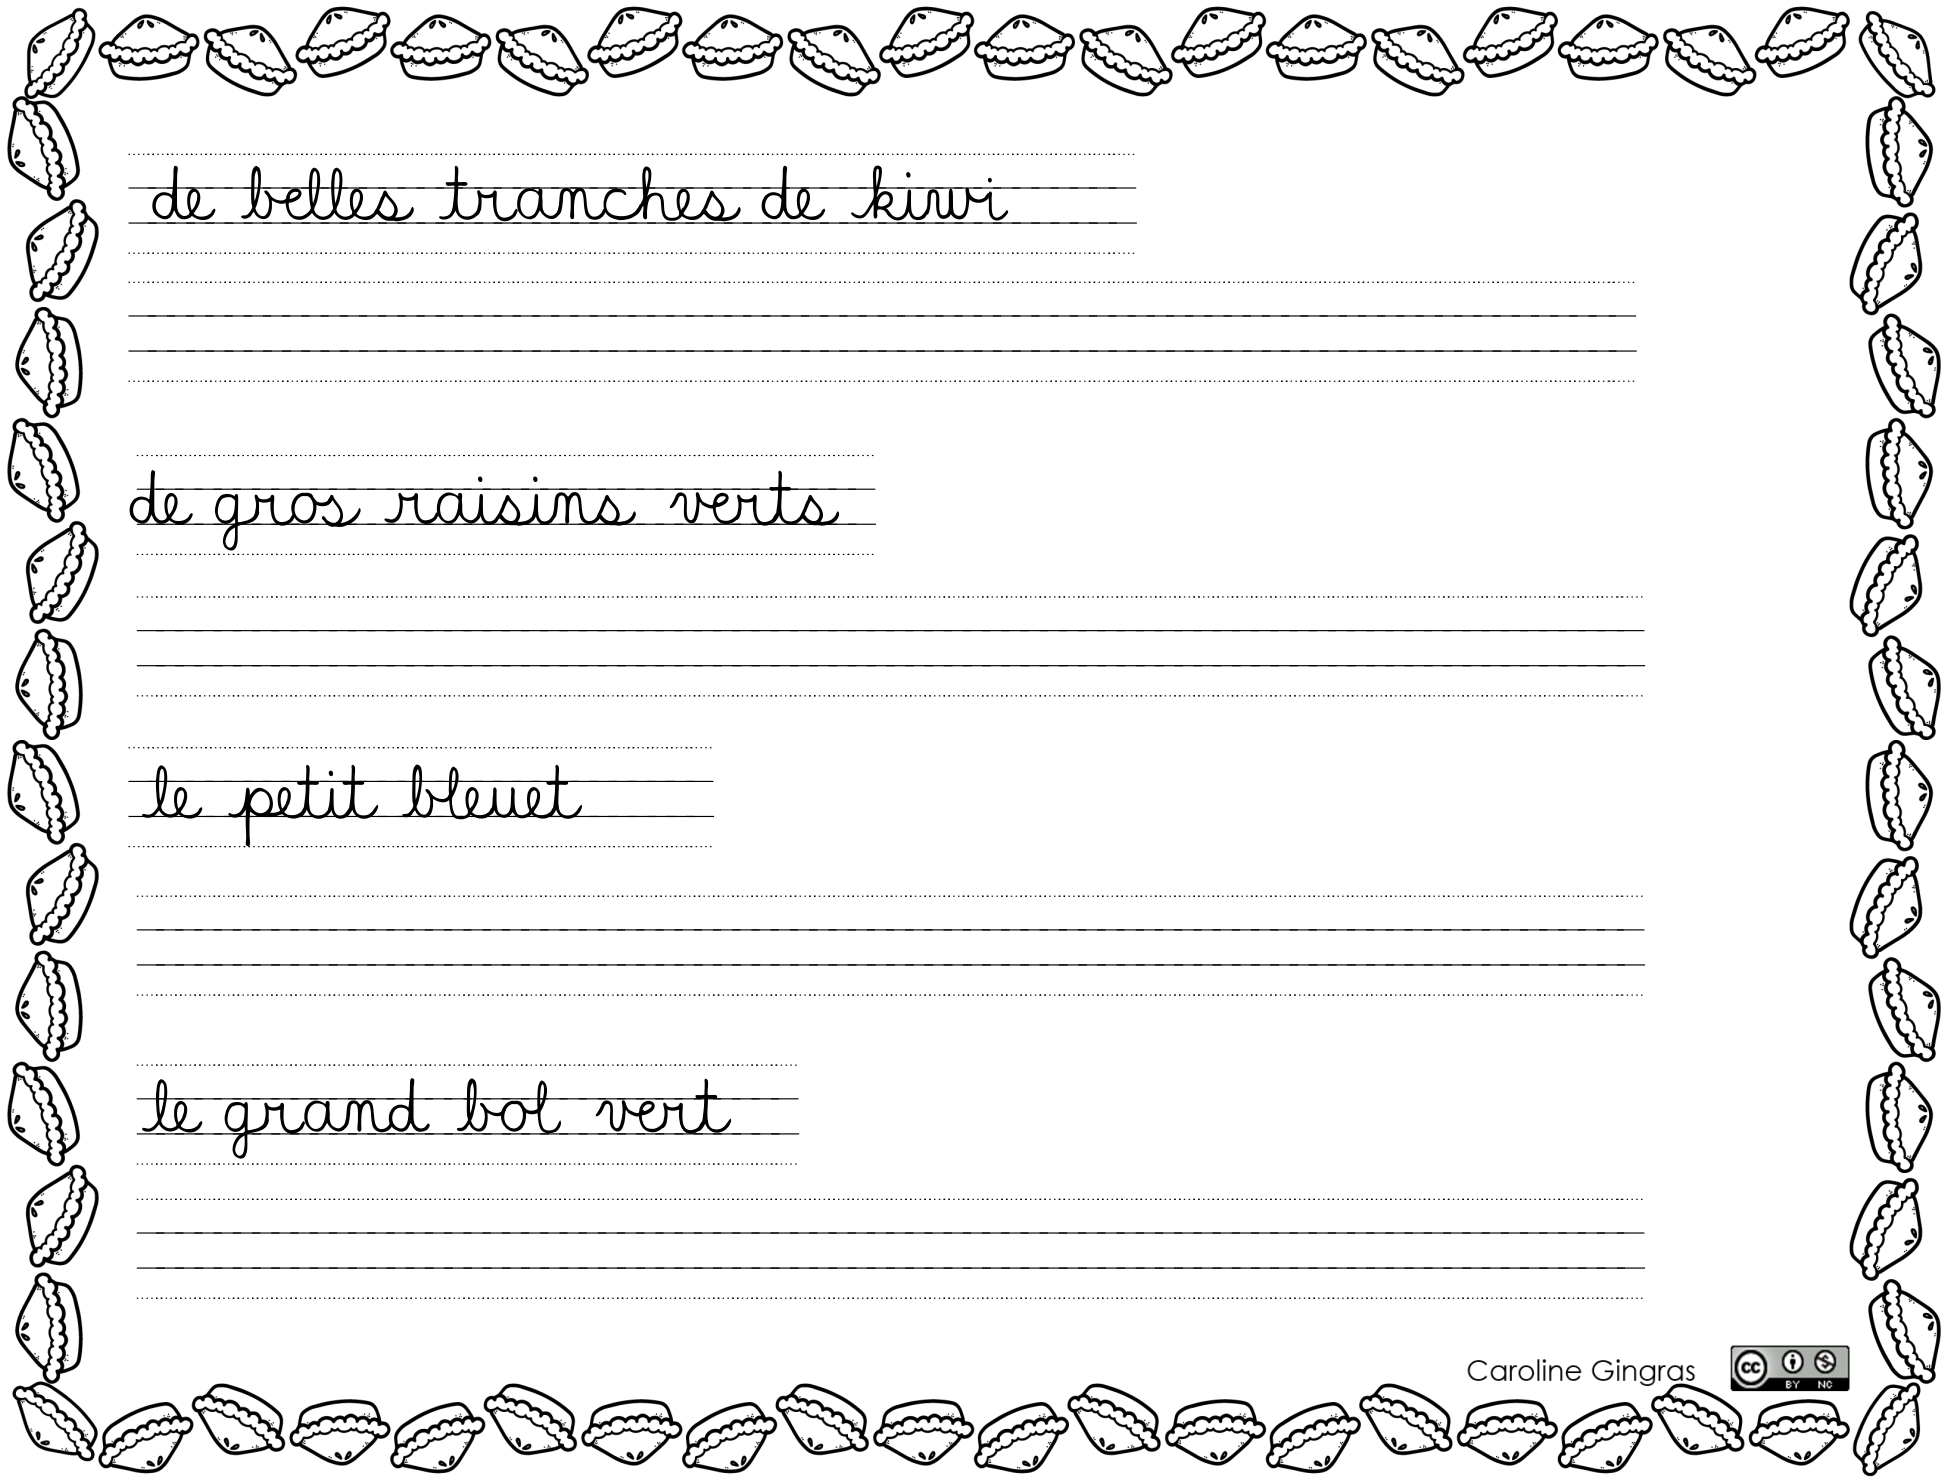 de belles tranches de kiwi
de gros raisins verts
le petit bleuet
le grand bol vert
Caroline Gingras
cc BY NC